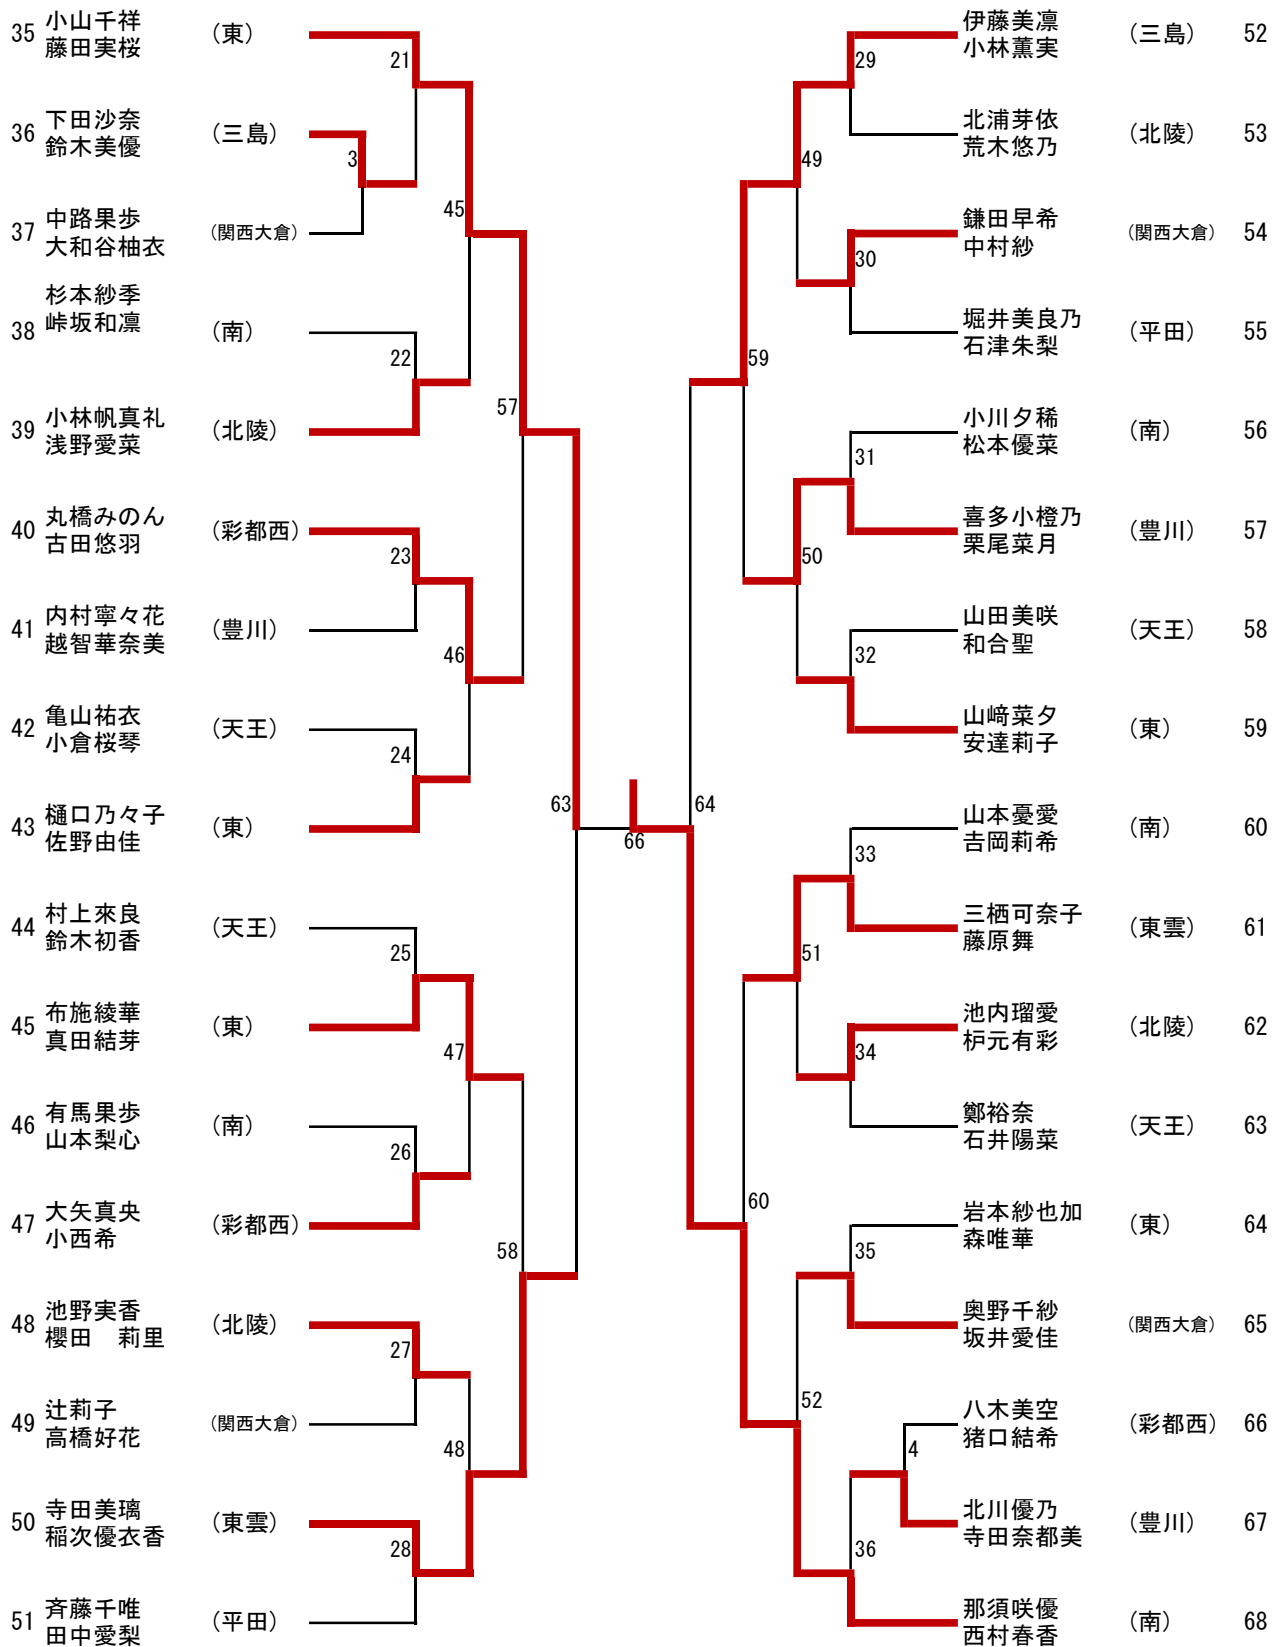 35 小山千祥
藤田実桜 （東）
36 下田沙奈
鈴木美優 （三島）
37 中路果歩
大和谷柚衣 （関西大倉）
38 杉本紗季
峠坂和凛 （南）
39 小林帆真礼
浅野愛菜 （北陵）
40 丸橋みのん
古田悠羽 （彩都西）
41 内村寧々花
越智華奈美 （豊川）
42 亀山祐衣
小倉桜琴 （天王）
43 樋口乃々子
佐野由佳 （東）
44 村上來良
鈴木初香 （天王）
45 布施綾華
真田結芽 （東）
46 有馬果歩
山本梨心 （南）
47 大矢真央
小西希 （彩都西）
48 池野実香
櫻田　莉里 （北陵）
49 辻莉子
高橋好花 （関西大倉）
50 寺田美璃
稲次優衣香 （東雲）
51 斉藤千唯
田中愛梨 （平田）
21
3
45
22
57
23
46
24
63
25
47
26
58
27
48
28
66
64
29
49
30
59
31
50
32
33
51
34
60
35
52
4
36
伊藤美凛
小林薫実 （三島） 52
北浦芽依
荒木悠乃 （北陵） 53
鎌田早希
中村紗 （関西大倉） 54
堀井美良乃
石津朱梨 （平田） 55
小川夕稀
松本優菜 （南） 56
喜多小橙乃
栗尾菜月 （豊川） 57
山田美咲
和合聖 （天王） 58
山﨑菜夕
安達莉子 （東） 59
山本憂愛
𠮷岡莉希 （南） 60
三栖可奈子
藤原舞 （東雲） 61
池内瑠愛
枦元有彩 （北陵） 62
鄭裕奈
石井陽菜 （天王） 63
岩本紗也加
森唯華 （東） 64
奥野千紗
坂井愛佳 （関西大倉） 65
八木美空
猪口結希 （彩都西） 66
北川優乃
寺田奈都美 （豊川） 67
那須咲優
西村春香 （南） 68